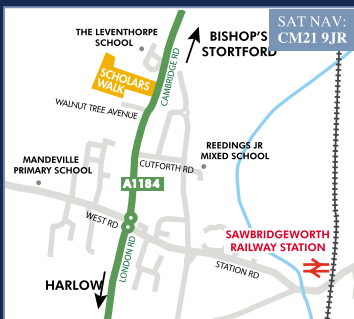 SAT NAV:
CM21 9JR
THE LEVENTHORPE
SCHOOL
BISHOP'S
STORTFORD
SCHOLARS
WALK
CAMBRIDGE RD
WALNUT TREE AVENUE
REEDINGS JR
MIXED SCHOOL
MANDEVILLE
PRIMARY SCHOOL
CUTFORTH RD
A1184
WEST RD
SAWBRIDGEWORTH
RAILWAY STATION
LONDON RD
STATION RD
HARLOW